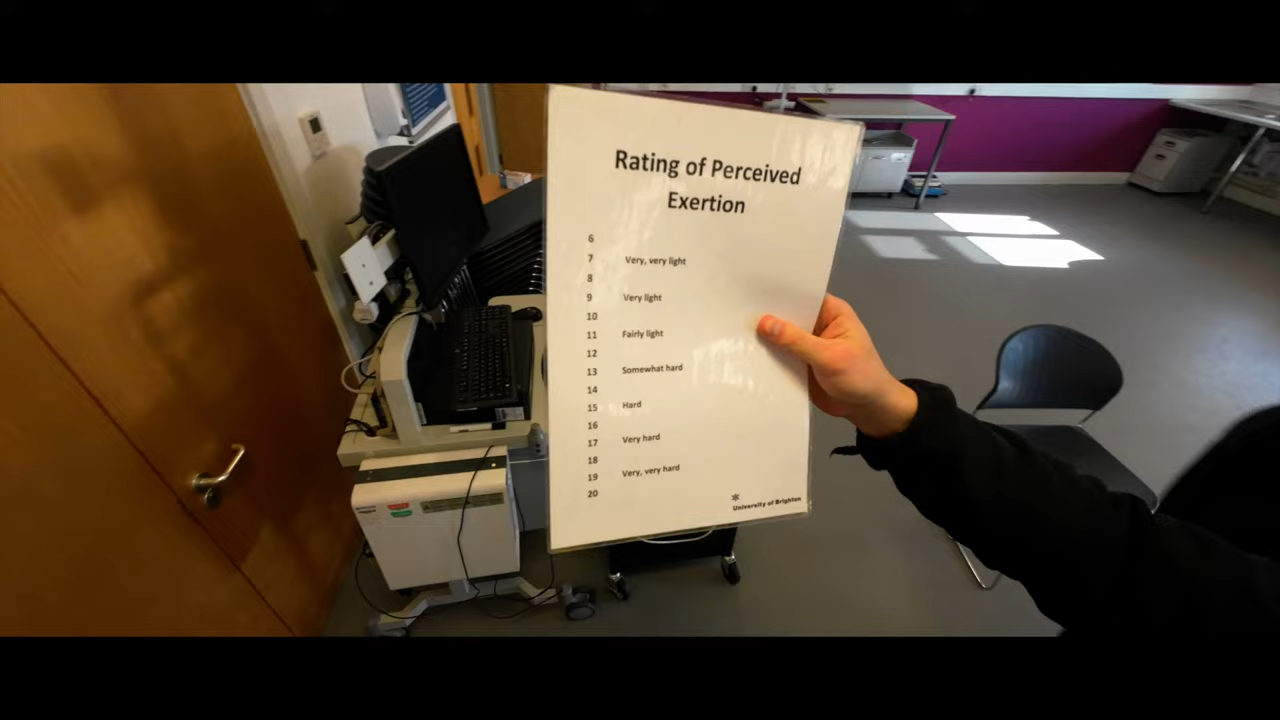 Rating of Perceived
Exertion
6
7 Very, very light
8
9 Very light
10
11 Fairly light
12
13 Somewhat hard
14
15 Hard
16
17 Very hard
18
19 Very, very hard
20
University of Brighton